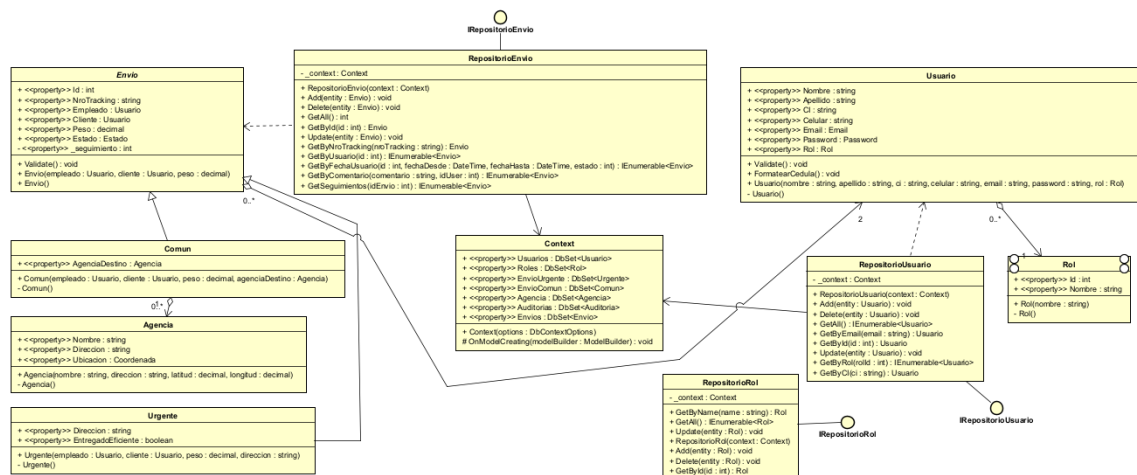 IRepositorioEnvio
RepositorioEnvio
- _context : Context
+ RepositorioEnvio(context : Context)
+ Add(entity : Envio) : void
+ Delete(entity : Envio) : void
+ GetAll() : int
+ GetById(id : int) : Envio
+ Update(entity : Envio) : void
+ GetByNroTracking(nroTracking : string) : Envio
+ GetByUsuario(id : int) : IEnumerable<Envio>
+ GetByFechaUsuario(id : int, fechaDesde : DateTime, fechaHasta : DateTime, estado : int) : IEnumerable<Envio>
+ GetByComentario(comentario : string, idUser : int) : IEnumerable<Envio>
+ GetSeguimientos(idEnvio : int) : IEnumerable<Envio>
Envio
+ <<property>> Id : int
+ <<property>> NroTracking : string
+ <<property>> Empleado : Usuario
+ <<property>> Cliente : Usuario
+ <<property>> Peso : decimal
+ <<property>> Estado : Estado
- <<property>> _seguimiento : int
+ Validate() : void
+ Envio(empleado : Usuario, cliente : Usuario, peso : decimal)
+ Envio()
0..*
Usuario
+ <<property>> Nombre : string
+ <<property>> Apellido : string
+ <<property>> CI : string
+ <<property>> Celular : string
+ <<property>> Email : Email
+ <<property>> Password : Password
+ <<property>> Rol : Rol
+ Validate() : void
+ FormatearCedula() : void
+ Usuario(nombre : string, apellido : string, ci : string, celular : string, email : string, password : string, rol : Rol)
- Usuario()
2
0..*
Comun
+ <<property>> AgenciaDestino : Agencia
+ Comun(empleado : Usuario, cliente : Usuario, peso : decimal, agenciaDestino : Agencia)
- Comun()
0..*
Context
+ <<property>> Usuarios : DbSet<Usuario>
+ <<property>> Roles : DbSet<Rol>
+ <<property>> EnvioUrgente : DbSet<Urgente>
+ <<property>> EnvioComun : DbSet<Comun>
+ <<property>> Agencia : DbSet<Agencia>
+ <<property>> Auditorias : DbSet<Auditoria>
+ <<property>> Envios : DbSet<Envio>
+ Context(options : DbContextOptions)
# OnModelCreating(modelBuilder : ModelBuilder) : void
RepositorioUsuario
- _context : Context
+ RepositorioUsuario(context : Context)
+ Add(entity : Usuario) : void
+ Delete(entity : Usuario) : void
+ GetAll() : IEnumerable<Usuario>
+ GetByEmail(email : string) : Usuario
+ GetById(id : int) : Usuario
+ Update(entity : Usuario) : void
+ GetByRol(rolId : int) : IEnumerable<Usuario>
+ GetByCI(ci : string) : Usuario
Rol
+ <<property>> Id : int
+ <<property>> Nombre : string
+ Rol(nombre : string)
- Rol()
Agencia
+ <<property>> Nombre : string
+ <<property>> Direccion : string
+ <<property>> Ubicacion : Coordenada
+ Agencia(nombre : string, direccion : string, latitud : decimal, longitud : decimal)
- Agencia()
Urgente
+ <<property>> Direccion : string
+ <<property>> EntregadoEficiente : boolean
+ Urgente(empleado : Usuario, cliente : Usuario, peso : decimal, direccion : string)
- Urgente()
RepositorioRol
- _context : Context
+ GetByName(name : string) : Rol
+ GetAll() : IEnumerable<Rol>
+ Update(entity : Rol) : void
+ RepositorioRol(context : Context)
+ Add(entity : Rol) : void
+ Delete(entity : Rol) : void
+ GetById(id : int) : Rol
IRepositorioRol
IRepositorioUsuario